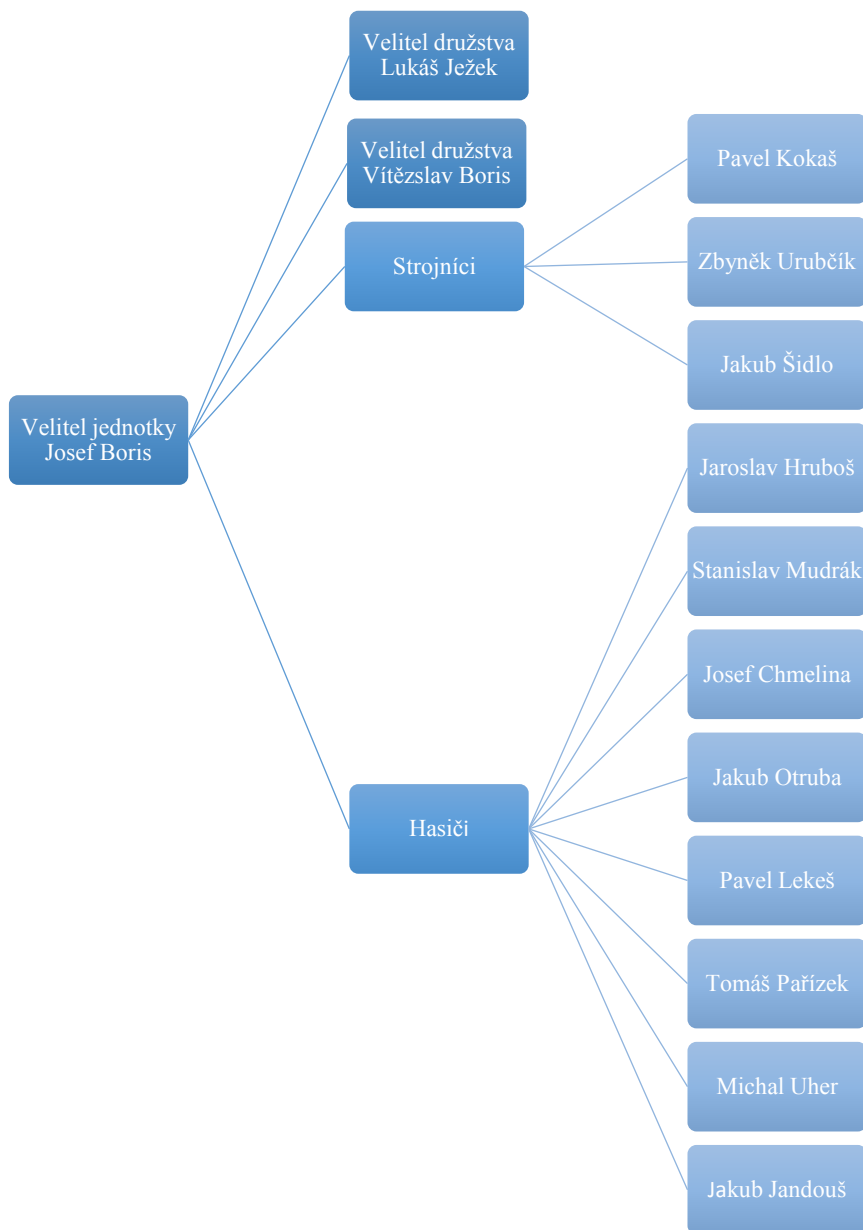 Velitel jednotky
Josef Boris
Velitel družstva
Lukáš Ježek
Velitel družstva
Vítězslav Boris
Strojníci
Pavel Kokaš
Zbyněk Urubčík
Jakub Šidlo
Hasiči
Jaroslav Hruboš
Stanislav Mudrák
Josef Chmelina
Jakub Otruba
Pavel Lekeš
Tomáš Pařízek
Michal Uher
Jakub Jandouš